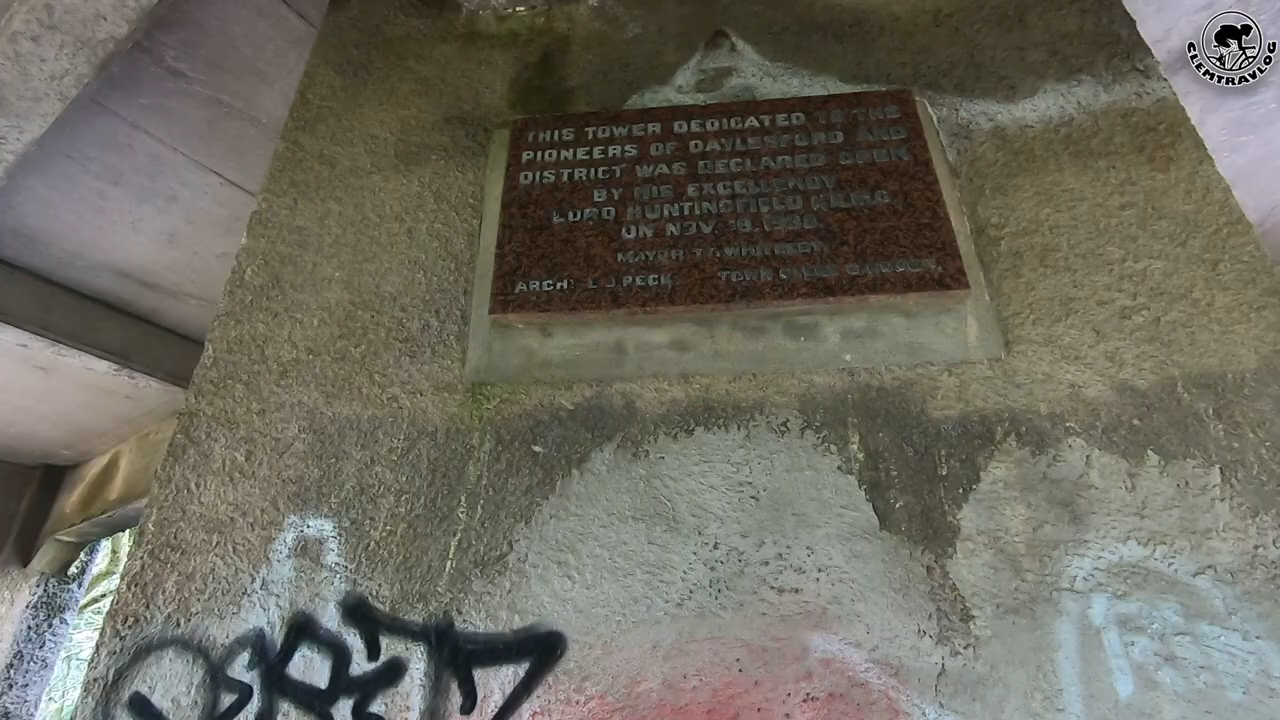 CLEMTRAVLOG
THIS TOWER DEDICATED TO THE
PIONEERS OF DAYLESFORD AND
DISTRICT WAS DECLARED OPEN
BY HIS EXCELLENCY
LORD HUNTINGFIELD
ON NOV.
MAYOR
ARCH: L.J.PECK TOWN CLERK